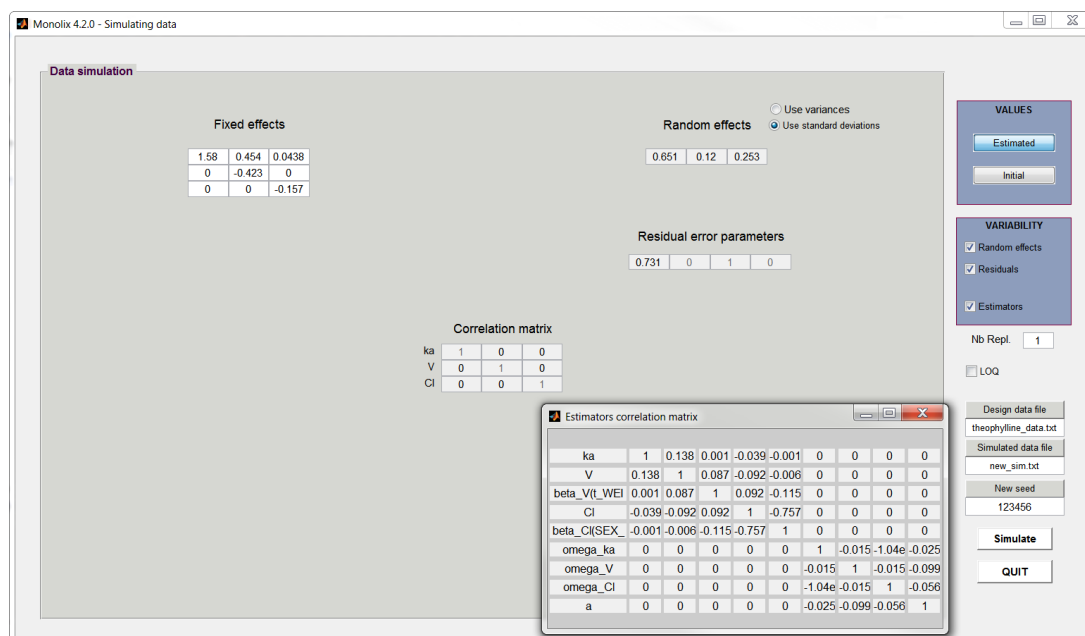 Monolix 4.2.0 - Simulating data
Data simulation
Fixed effects
1.58 0.454 0.0438
0 -0.423 0
0 0 -0.157
Use variances
Random effects Use standard deviations
0.651 0.12 0.253
Residual error parameters
0.731 0 1 0
Correlation matrix
ka 1 0 0
V 0 1 0
Cl 0 0 1
VALUES
Estimated
Initial
VARIABILITY
Random effects
Residuals
Estimators
Nb Repl. 1
LOQ
Design data file
theophylline_data.txt
Simulated data file
new_sim.txt
New seed
123456
Simulate
QUIT
Estimators correlation matrix
ka 1 0.138 0.001 -0.039 -0.001 0 0 0 0
V 0.138 1 0.087 -0.092 -0.006 0 0 0 0
beta_V(t_WEI 0.001 0.087 1 0.092 -0.115 0 0 0 0
Cl -0.039 -0.092 0.092 1 -0.757 0 0 0 0
beta_Cl(SEX_ -0.001 -0.006 -0.115 -0.757 1 0 0 0 0
omega_ka 0 0 0 0 0 1 -0.015 -1.04e -0.025
omega_V 0 0 0 0 0 -0.015 1 -0.015 -0.099
omega_Cl 0 0 0 0 0 -1.04e -0.015 1 -0.056
a 0 0 0 0 0 -0.025 -0.099 -0.056 1